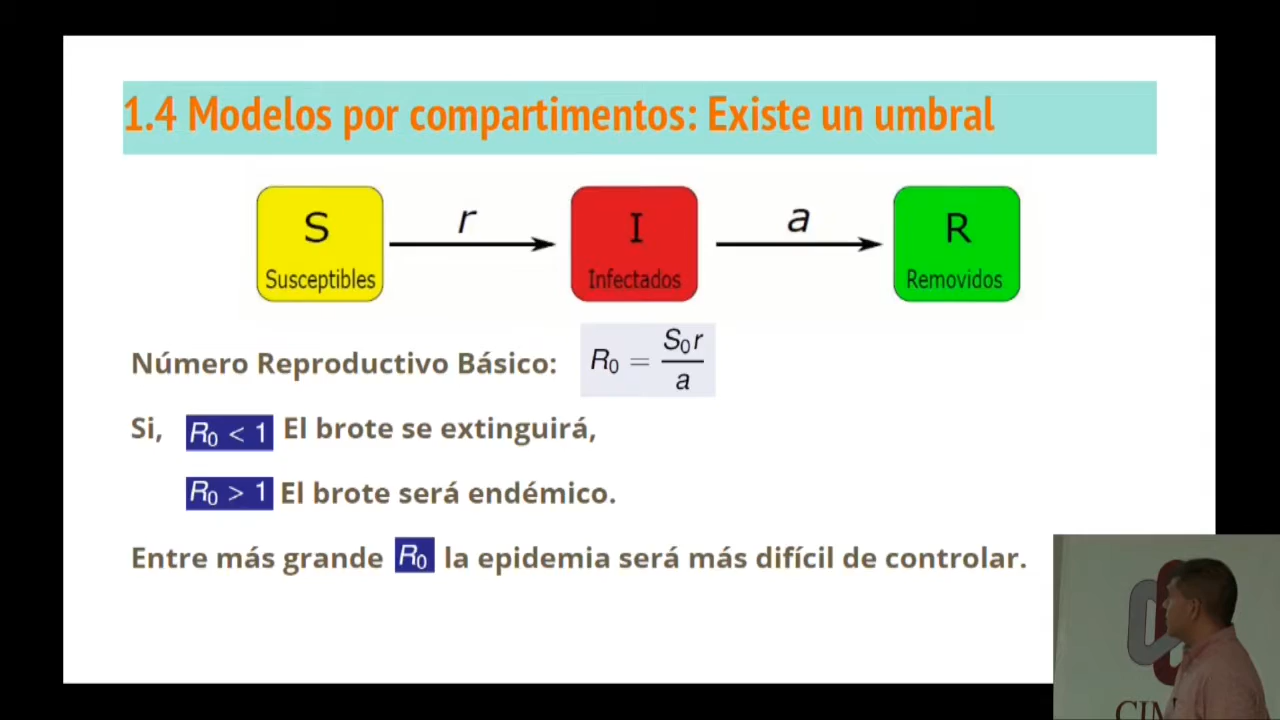 1.4 Modelos por compartimentos: Existe un umbral
S r I a R
Susceptibles Infectados Removidos
Número Reproductivo Básico: R₀ = S₀r / a
Si, R₀ < 1 El brote se extinguirá,
R₀ > 1 El brote será endémico.
Entre más grande R₀ la epidemia será más difícil de controlar.